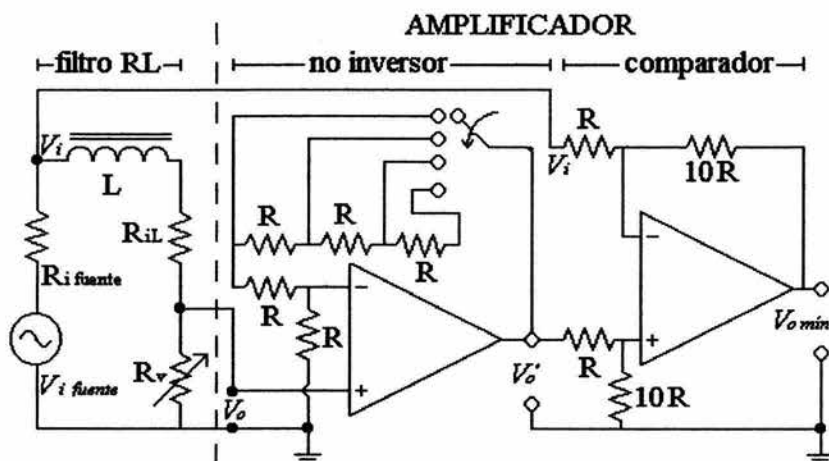 AMPLIFICADOR
filtro RL
no inversor
comparador
Vi
L
RiL
Ri fuente
Vi fuente
Rv
Vo
R
R
R
R
R
Vi
R
10R
Vo'
R
10R
Vo mín
-
+
-
+